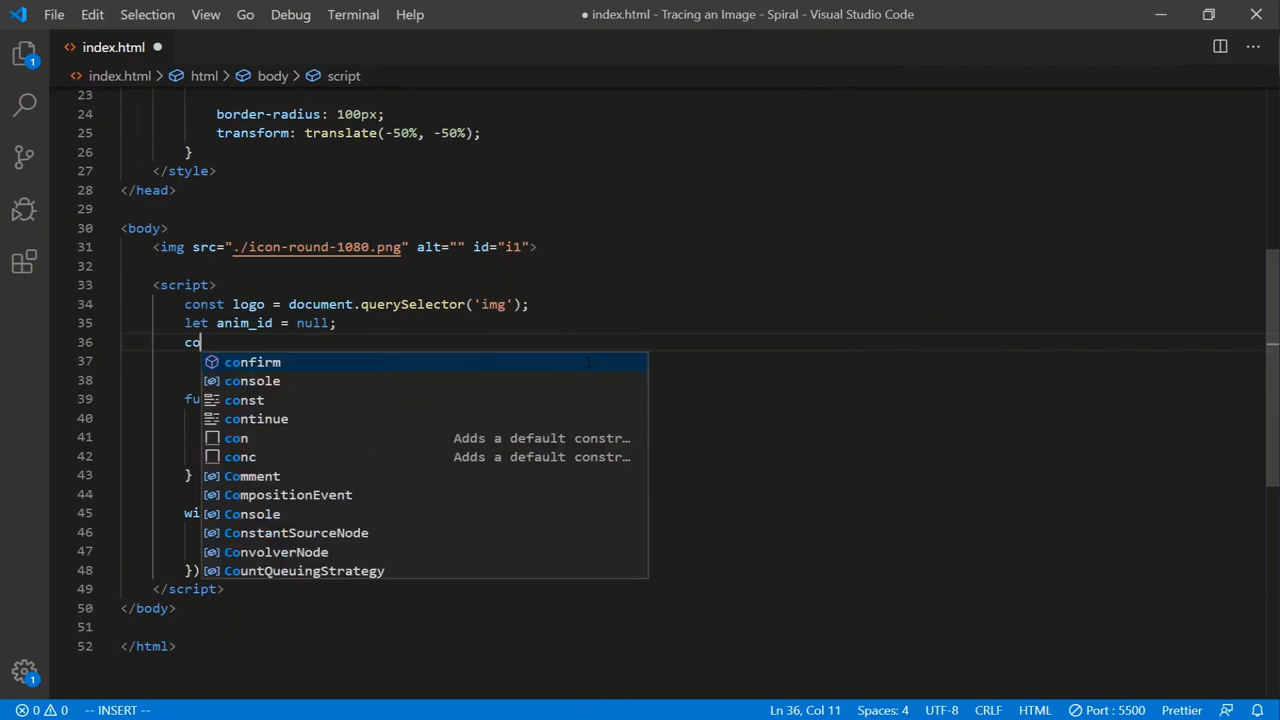 File Edit Selection View Go Debug Terminal Help ● index.html - Tracing an Image - Spiral - Visual Studio Code
1 index.html
index.html > html > body > script
23
24 border-radius: 100px;
25 transform: translate(-50%, -50%);
26 }
27 </style>
28 </head>
29
30 <body>
31 <img src="./icon-round-1080.png" alt="" id="i1">
32
33 <script>
34 const logo = document.querySelector('img');
35 let anim_id = null;
36 co
37 confirm
38 console
39 fu const
40 continue
41 con Adds a default constr…
42 conc Adds a default constr…
43 } Comment
44 CompositionEvent
45 wi Console
46 ConstantSourceNode
47 ConvolverNode
48 }) CountQueuingStrategy
49 </script>
50 </body>
51
52 </html>
1
0 0 -- INSERT -- Ln 36, Col 11 Spaces: 4 UTF-8 CRLF HTML Port : 5500 Prettier